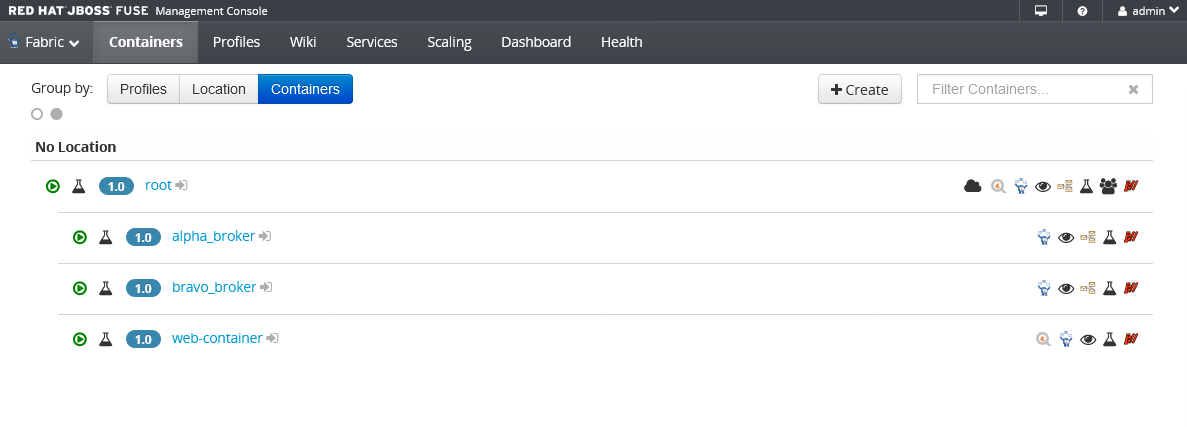 RED HAT JBOSS FUSE Management Console admin
Fabric Containers Profiles Wiki Services Scaling Dashboard Health
Group by: Profiles Location Containers Create Filter Containers...
No Location
1.0 root
1.0 alpha_broker
1.0 bravo_broker
1.0 web-container